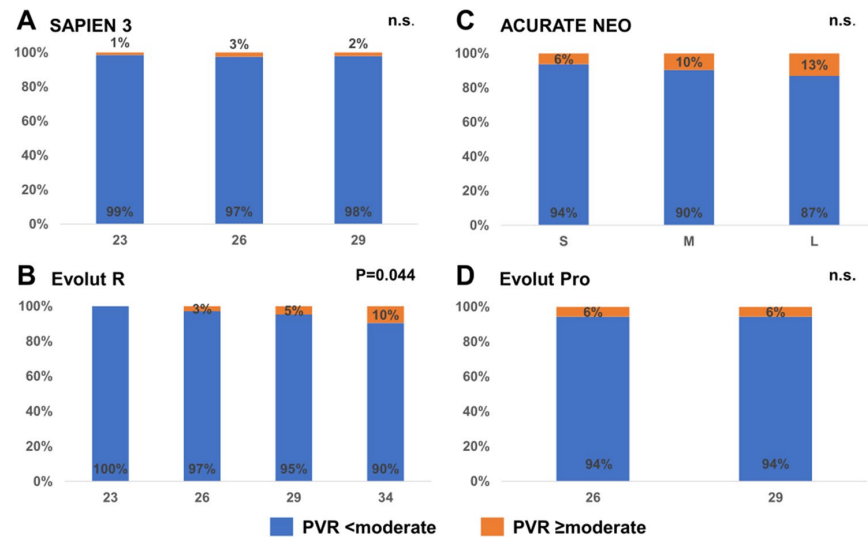 A SAPIEN 3 n.s.
1% 3% 2%
100%
80%
60%
40%
20%
0%
99% 97% 98%
23 26 29
C ACURATE NEO n.s.
100%
80%
60%
40%
20%
0%
6% 10% 13%
94% 90% 87%
S M L
B Evolut R P=0.044
100%
80%
60%
40%
20%
0%
3% 5% 10%
100% 97% 95% 90%
23 26 29 34
D Evolut Pro n.s.
100%
80%
60%
40%
20%
0%
6% 6%
94% 94%
26 29
PVR <moderate PVR ≥moderate